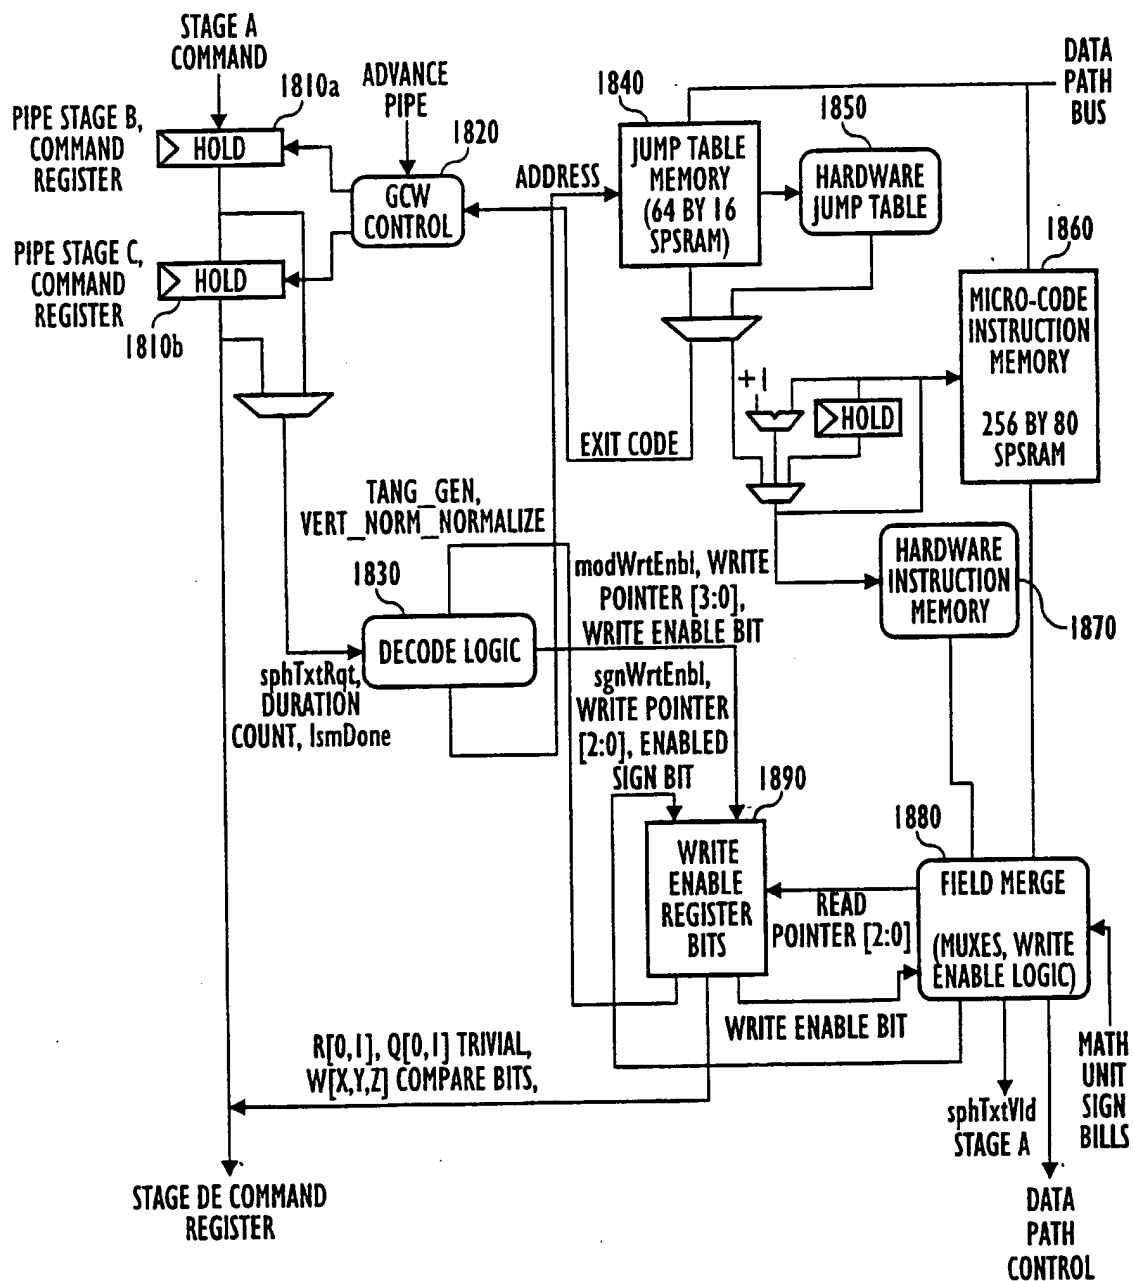 STAGE A
COMMAND
1810a
PIPE STAGE B,
COMMAND
REGISTER
HOLD
ADVANCE
PIPE
1820
GCW
CONTROL
PIPE STAGE C,
COMMAND
REGISTER
HOLD
1810b
ADDRESS
1840
JUMP TABLE
MEMORY
(64 BY 16
SPSRAM)
1850
HARDWARE
JUMP TABLE
DATA
PATH
BUS
1860
MICRO-CODE
INSTRUCTION
MEMORY
256 BY 80
SPSRAM
+1
HOLD
EXIT CODE
TANG_GEN,
VERT_NORM_NORMALIZE
1830
DECODE LOGIC
sphTxtRqt,
DURATION
COUNT, lsmDone
modWrtEnbl, WRITE
POINTER [3:0],
WRITE ENABLE BIT
sgnWrtEnbl,
WRITE POINTER
[2:0], ENABLED
SIGN BIT
HARDWARE
INSTRUCTION
MEMORY
1870
1890
WRITE
ENABLE
REGISTER
BITS
1880
FIELD MERGE
(MUXES, WRITE
ENABLE LOGIC)
READ
POINTER [2:0]
WRITE ENABLE BIT
R[0,1], Q[0,1] TRIVIAL,
W[X,Y,Z] COMPARE BITS,
sphTxtVld
STAGE A
MATH
UNIT
SIGN
BILLS
STAGE DE COMMAND
REGISTER
DATA
PATH
CONTROL